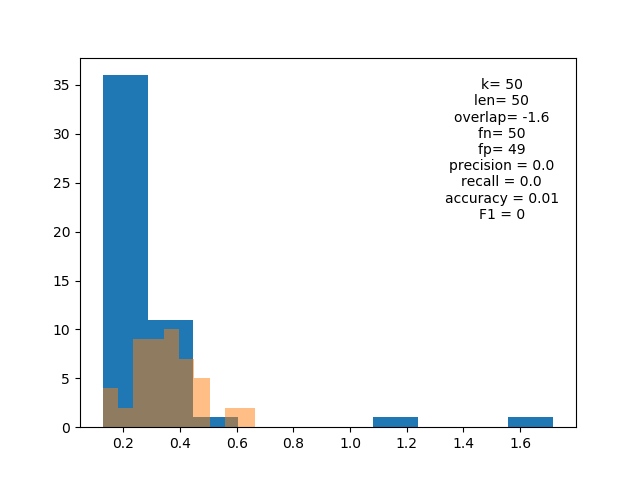 k= 50
len= 50
overlap= -1.6
fn= 50
fp= 49
precision = 0.0
recall = 0.0
accuracy = 0.01
F1 = 0
35
30
25
20
15
10
5
0
0.2 0.4 0.6 0.8 1.0 1.2 1.4 1.6